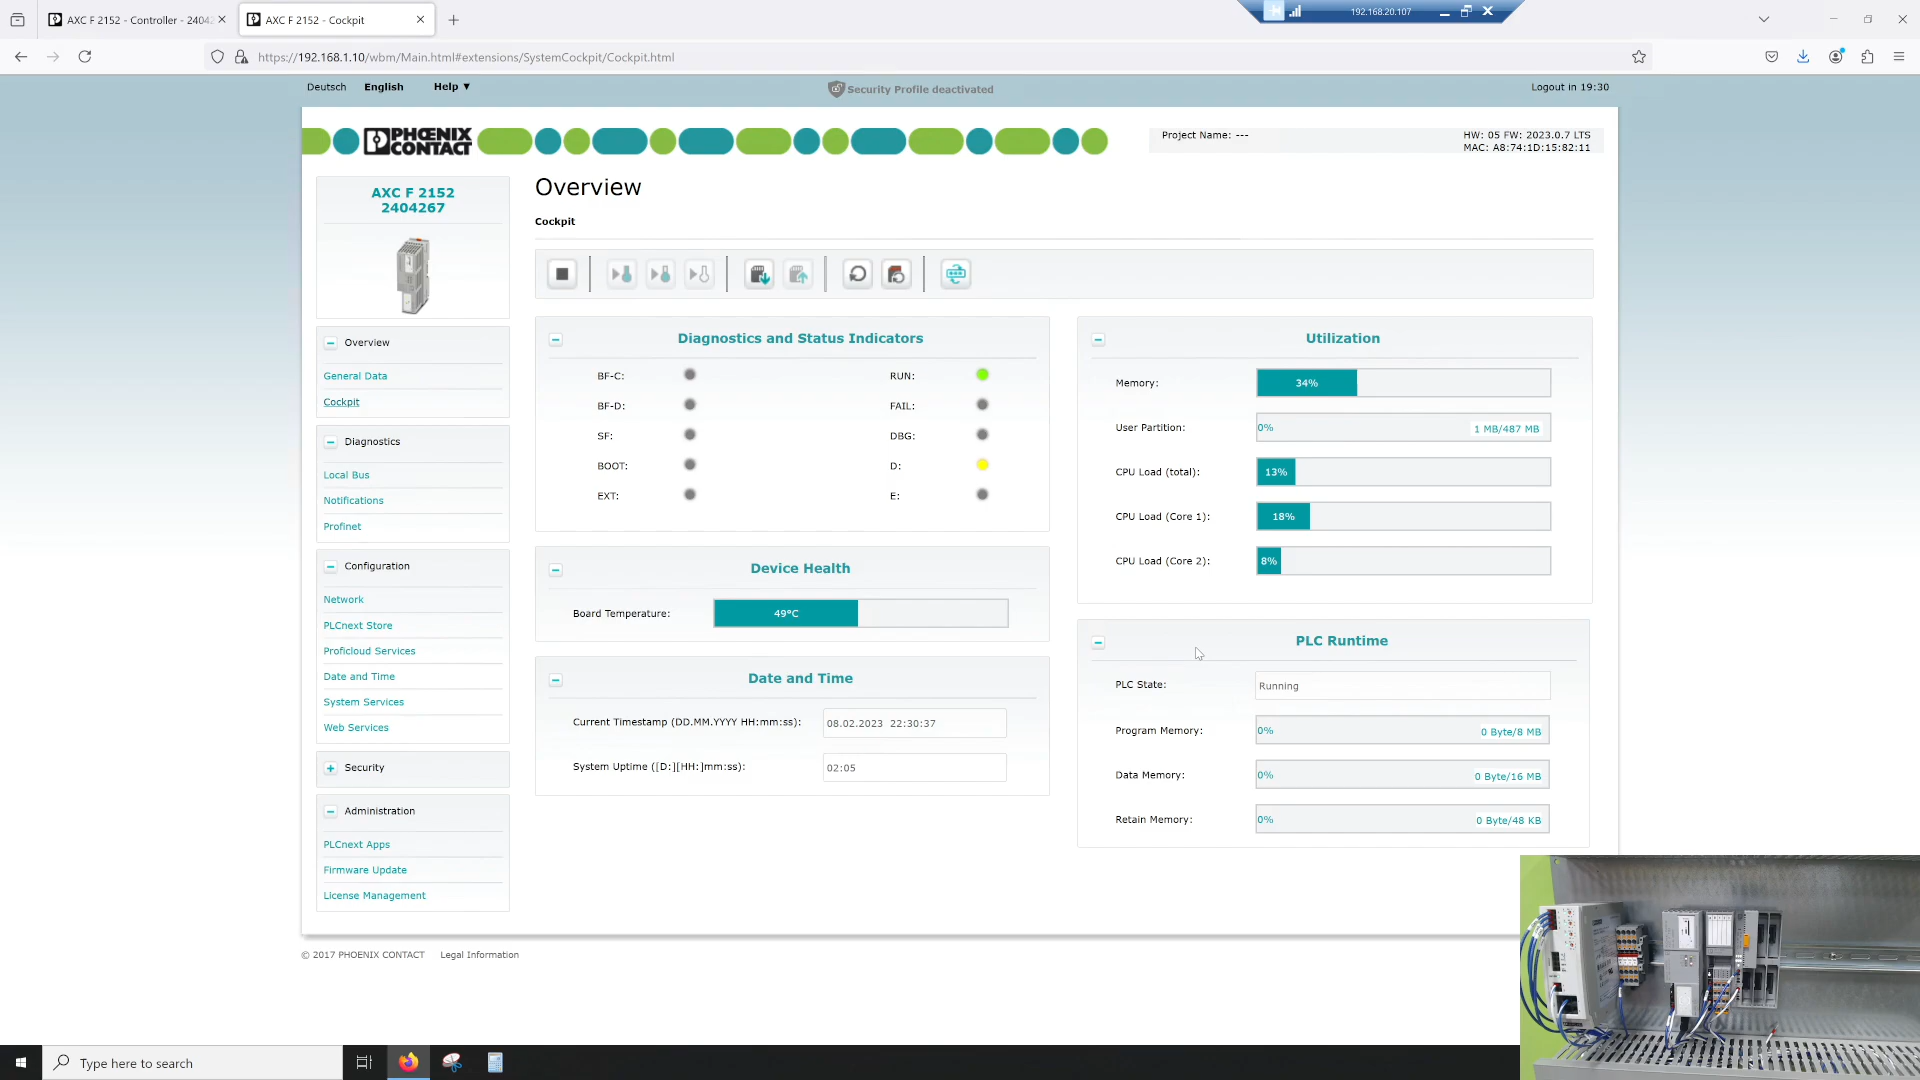 AXC F 2152 - Controller - 2404
AXC F 2152 - Cockpit
192.168.20.107
https://192.168.1.10/wbm/Main.html#extensions/SystemCockpit/Cockpit.html
Deutsch English Help ▼
Security Profile deactivated
Logout in 19:30
PHŒNIX
CONTACT
Project Name: ---
HW: 05 FW: 2023.0.7 LTS
MAC: A8:74:1D:15:82:11
AXC F 2152
2404267
Overview
General Data
Cockpit
Diagnostics
Local Bus
Notifications
Profinet
Configuration
Network
PLCnext Store
Proficloud Services
Date and Time
System Services
Web Services
Security
Administration
PLCnext Apps
Firmware Update
License Management
Overview
Cockpit
Diagnostics and Status Indicators
BF-C: RUN:
BF-D: FAIL:
SF: DBG:
BOOT: D:
EXT: E:
Device Health
Board Temperature: 49°C
Date and Time
Current Timestamp (DD.MM.YYYY HH:mm:ss): 08.02.2023 22:30:37
System Uptime ([D:][HH:]mm:ss): 02:05
Utilization
Memory: 34%
User Partition: 0% 1 MB/487 MB
CPU Load (total): 13%
CPU Load (Core 1): 18%
CPU Load (Core 2): 8%
PLC Runtime
PLC State: Running
Program Memory: 0% 0 Byte/8 MB
Data Memory: 0% 0 Byte/16 MB
Retain Memory: 0% 0 Byte/48 KB
© 2017 PHOENIX CONTACT Legal Information
Type here to search